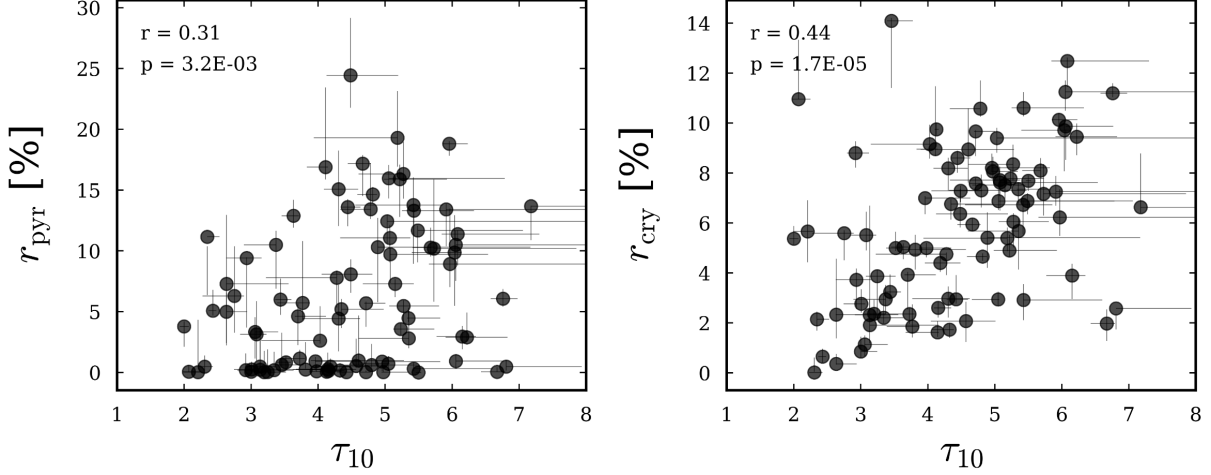 r = 0.31
p = 3.2E-03
30
25
20
15
10
5
0
r_pyr [%]
1 2 3 4 5 6 7 8
τ_10
r = 0.44
p = 1.7E-05
14
12
10
8
6
4
2
0
r_cry [%]
1 2 3 4 5 6 7 8
τ_10